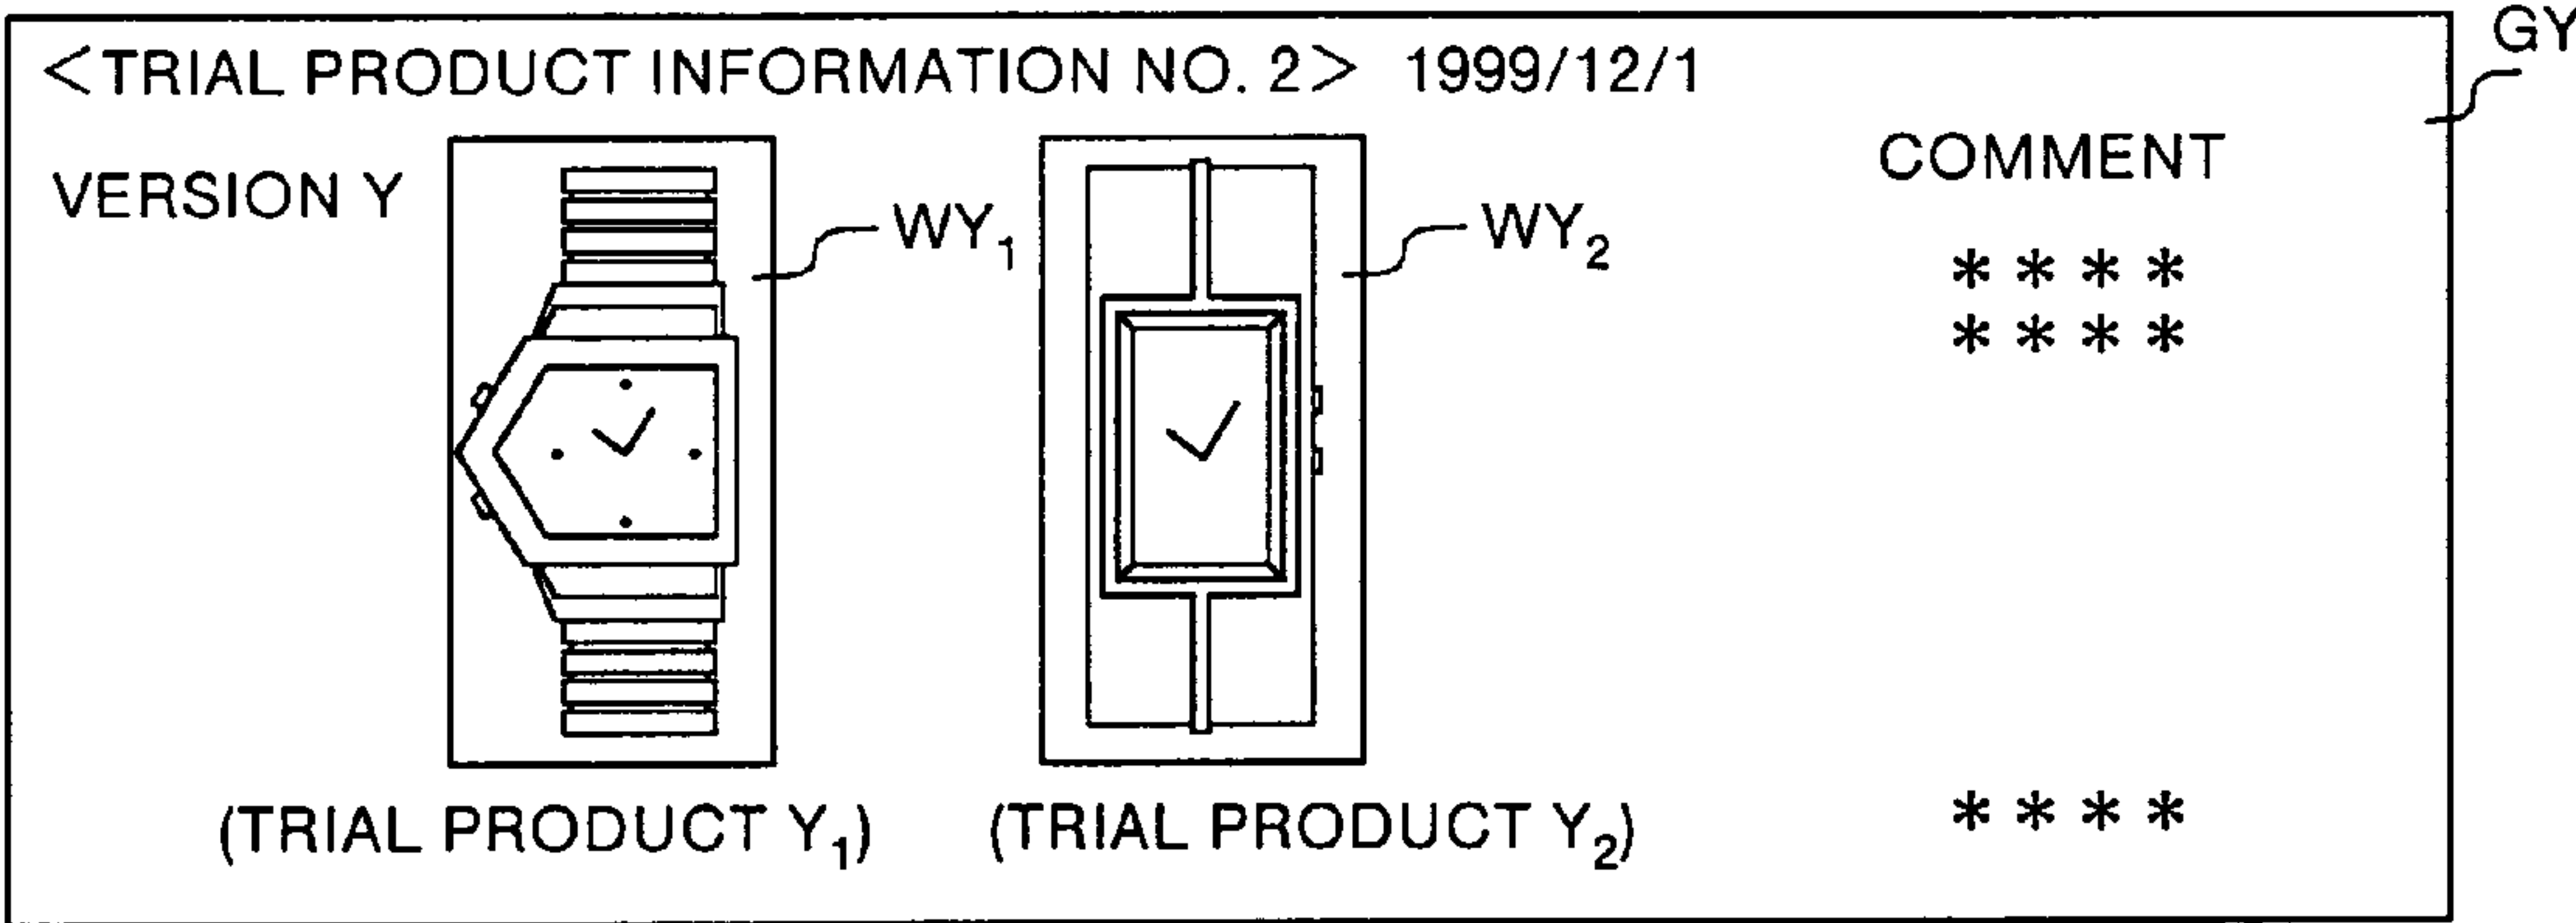 <TRIAL PRODUCT INFORMATION NO. 2> 1999/12/1
GY
VERSION Y
COMMENT
WY₁
WY₂
* * * *
* * * *
(TRIAL PRODUCT Y₁)
(TRIAL PRODUCT Y₂)
* * * *